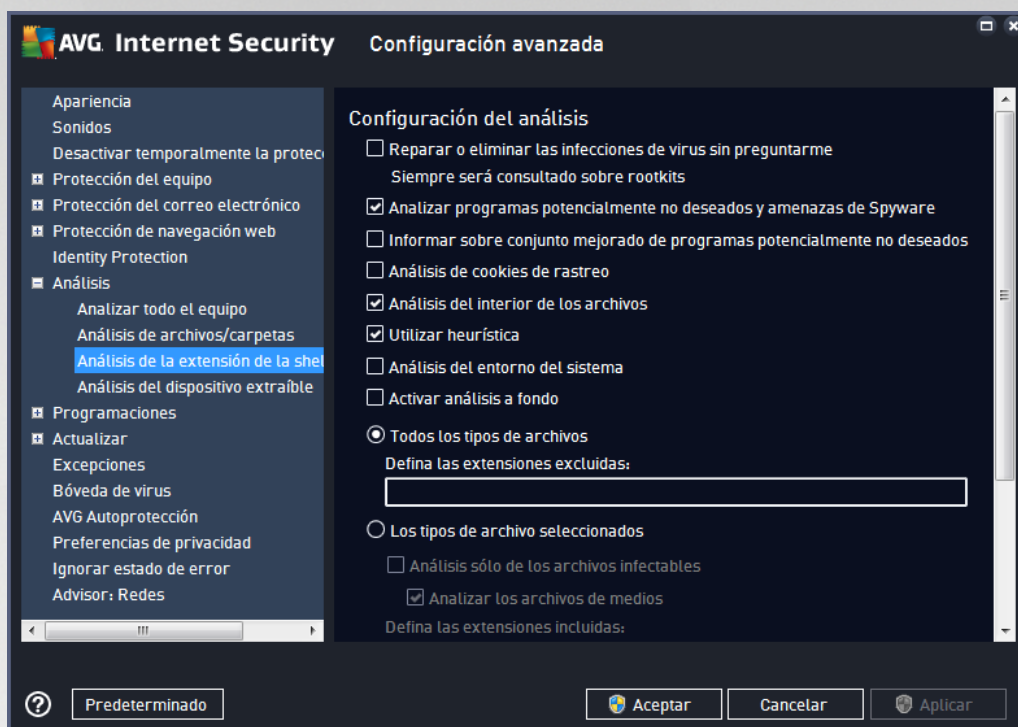 AVG. Internet Security
Configuración avanzada
Apariencia
Sonidos
Desactivar temporalmente la protec
Protección del equipo
Protección del correo electrónico
Protección de navegación web
Identity Protection
Análisis
Analizar todo el equipo
Análisis de archivos/carpetas
Análisis de la extensión de la shel
Análisis del dispositivo extraíble
Programaciones
Actualizar
Excepciones
Bóveda de virus
AVG Autoprotección
Preferencias de privacidad
Ignorar estado de error
Advisor: Redes
Configuración del análisis
Reparar o eliminar las infecciones de virus sin preguntarme
Siempre será consultado sobre rootkits
Analizar programas potencialmente no deseados y amenazas de Spyware
Informar sobre conjunto mejorado de programas potencialmente no deseados
Análisis de cookies de rastreo
Análisis del interior de los archivos
Utilizar heurística
Análisis del entorno del sistema
Activar análisis a fondo
Todos los tipos de archivos
Defina las extensiones excluidas:
Los tipos de archivo seleccionados
Análisis sólo de los archivos infectables
Analizar los archivos de medios
Defina las extensiones incluidas:
? Predeterminado
Aceptar
Cancelar
Aplicar